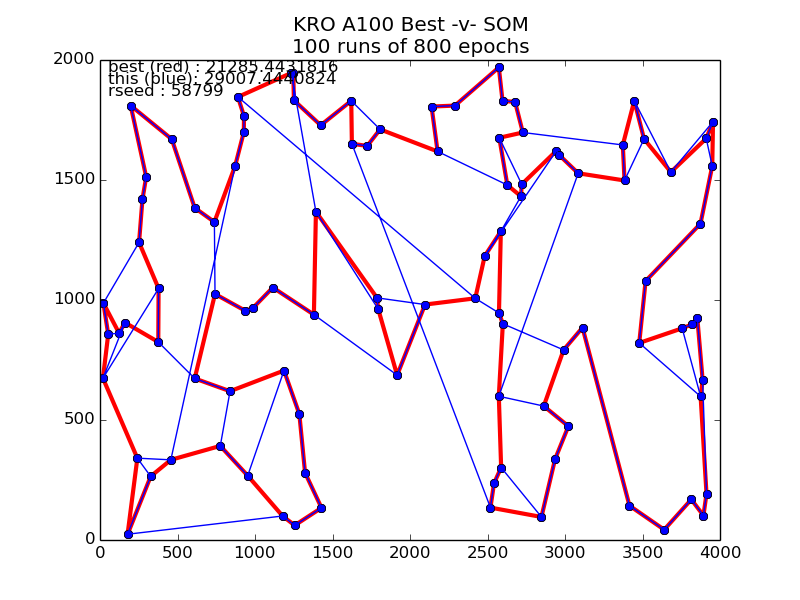 KRO A100 Best -v- SOM
100 runs of 800 epochs
best (red) : 21285.4431816
this (blue): 29007.4440824
rseed : 58799
2000
1500
1000
500
0
0 500 1000 1500 2000 2500 3000 3500 4000